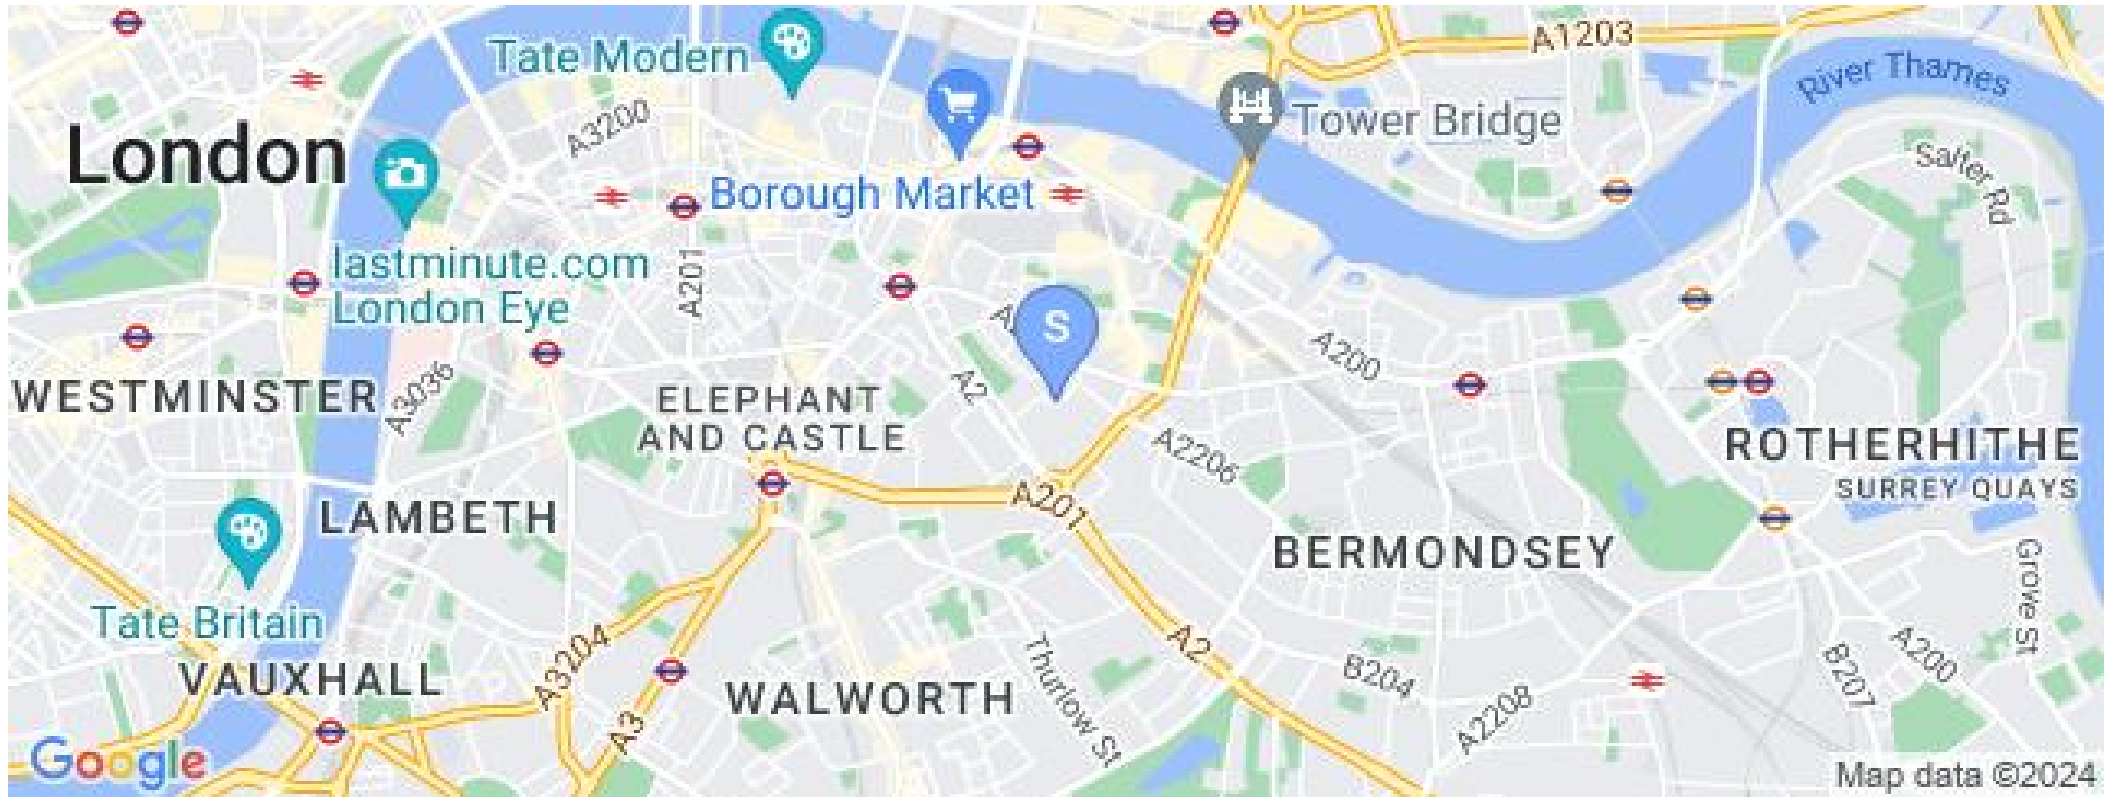 Tate Modern
A1203
River Thames
London
A3200
Tower Bridge
Salter Rd
Borough Market
lastminute.com
London Eye
A201
S
A200
WESTMINSTER
A3036
ELEPHANT
AND CASTLE
A2
A2206
ROTHERHITHE
SURREY QUAYS
LAMBETH
A201
BERMONDSEY
Grove St
Tate Britain
VAUXHALL
A3204
A3
WALWORTH
Thurlow St
A2
B204
A2208
B207
A200
Google
Map data ©2024